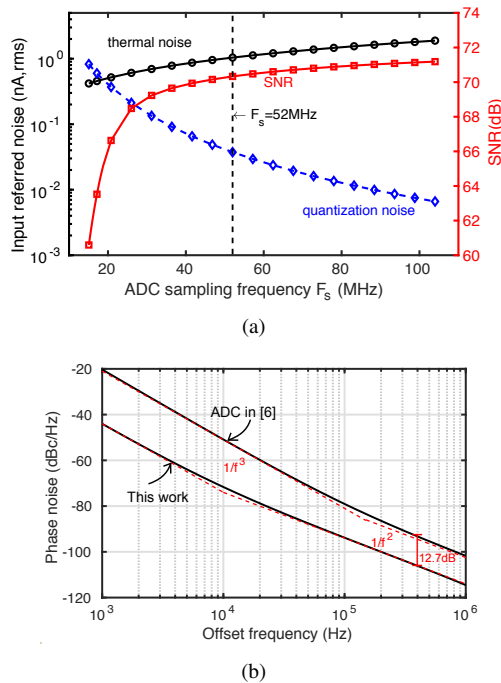 10^0
10^-1
10^-2
10^-3
Input referred noise (nA,rms)
thermal noise
SNR
← F_s=52MHz
quantization noise
72
70
68
66
64
62
60
SNR(dB)
20 40 60 80 100
ADC sampling frequency F_s (MHz)
(a)
-20
-40
-60
-80
-100
-120
Phase noise (dBc/Hz)
ADC in [6]
1/f^3
This work
1/f^2
12.7dB
10^3 10^4 10^5 10^6
Offset frequency (Hz)
(b)